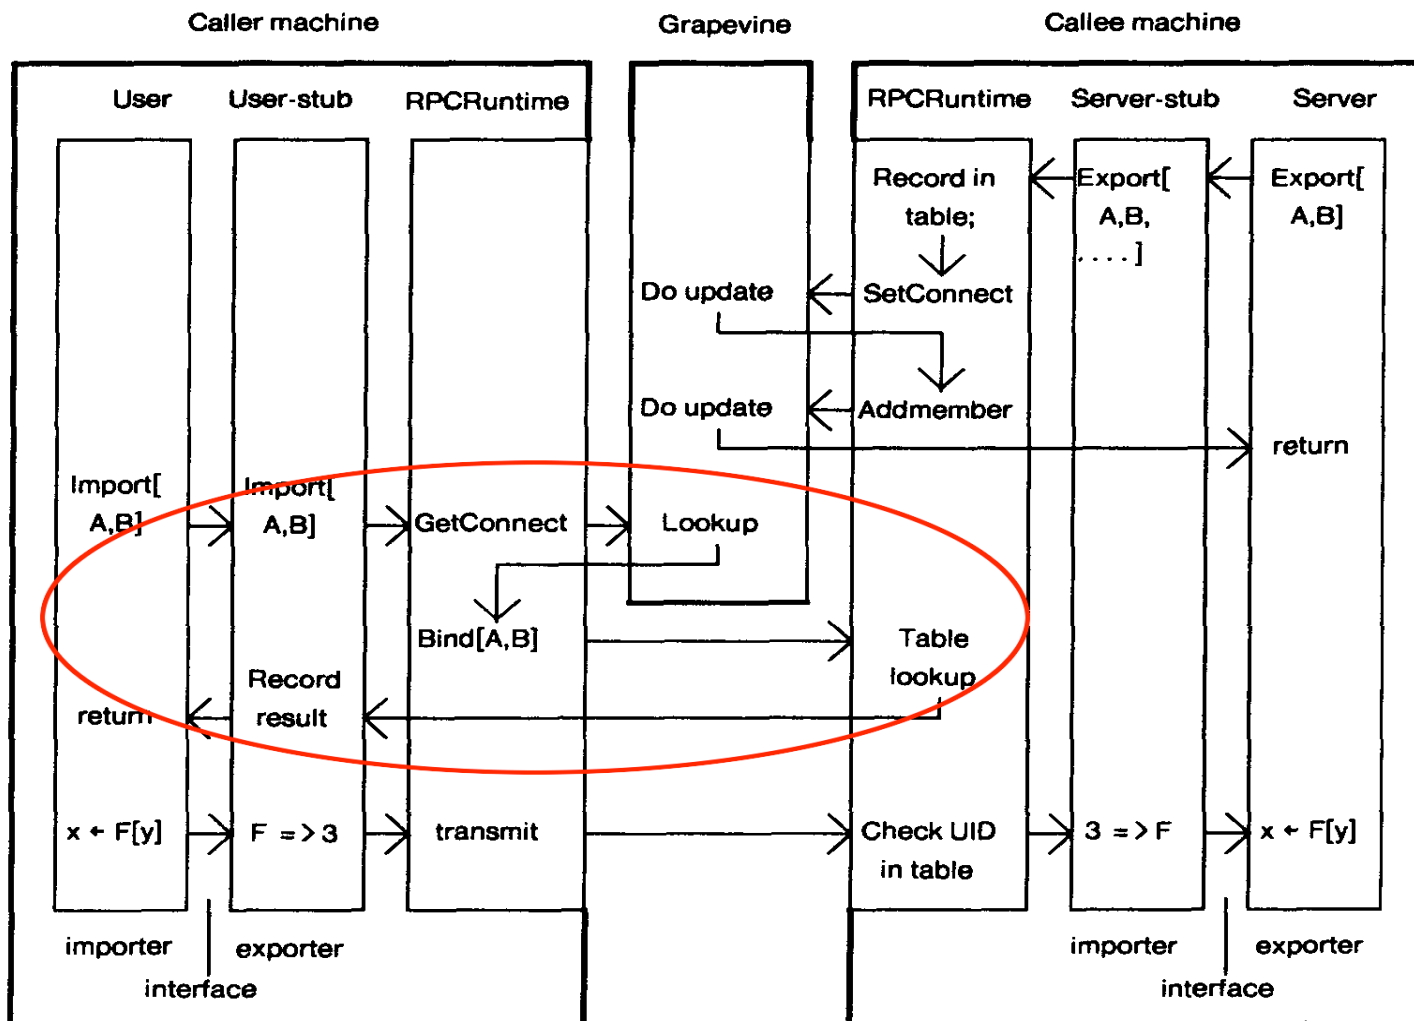 Caller machine
Grapevine
Callee machine
User
User-stub
RPCRuntime
RPCRuntime
Server-stub
Server
Record in
table;
Export[
A,B,
. . . . ]
Export[
A,B]
Do update
SetConnect
Do update
Addmember
return
Import[
A,B]
Import[
A,B]
GetConnect
Lookup
Bind[A,B]
Table
lookup
Record
result
return
x ← F[y]
F = > 3
transmit
Check UID
in table
3 = > F
x ← F[y]
importer
exporter
interface
importer
exporter
interface